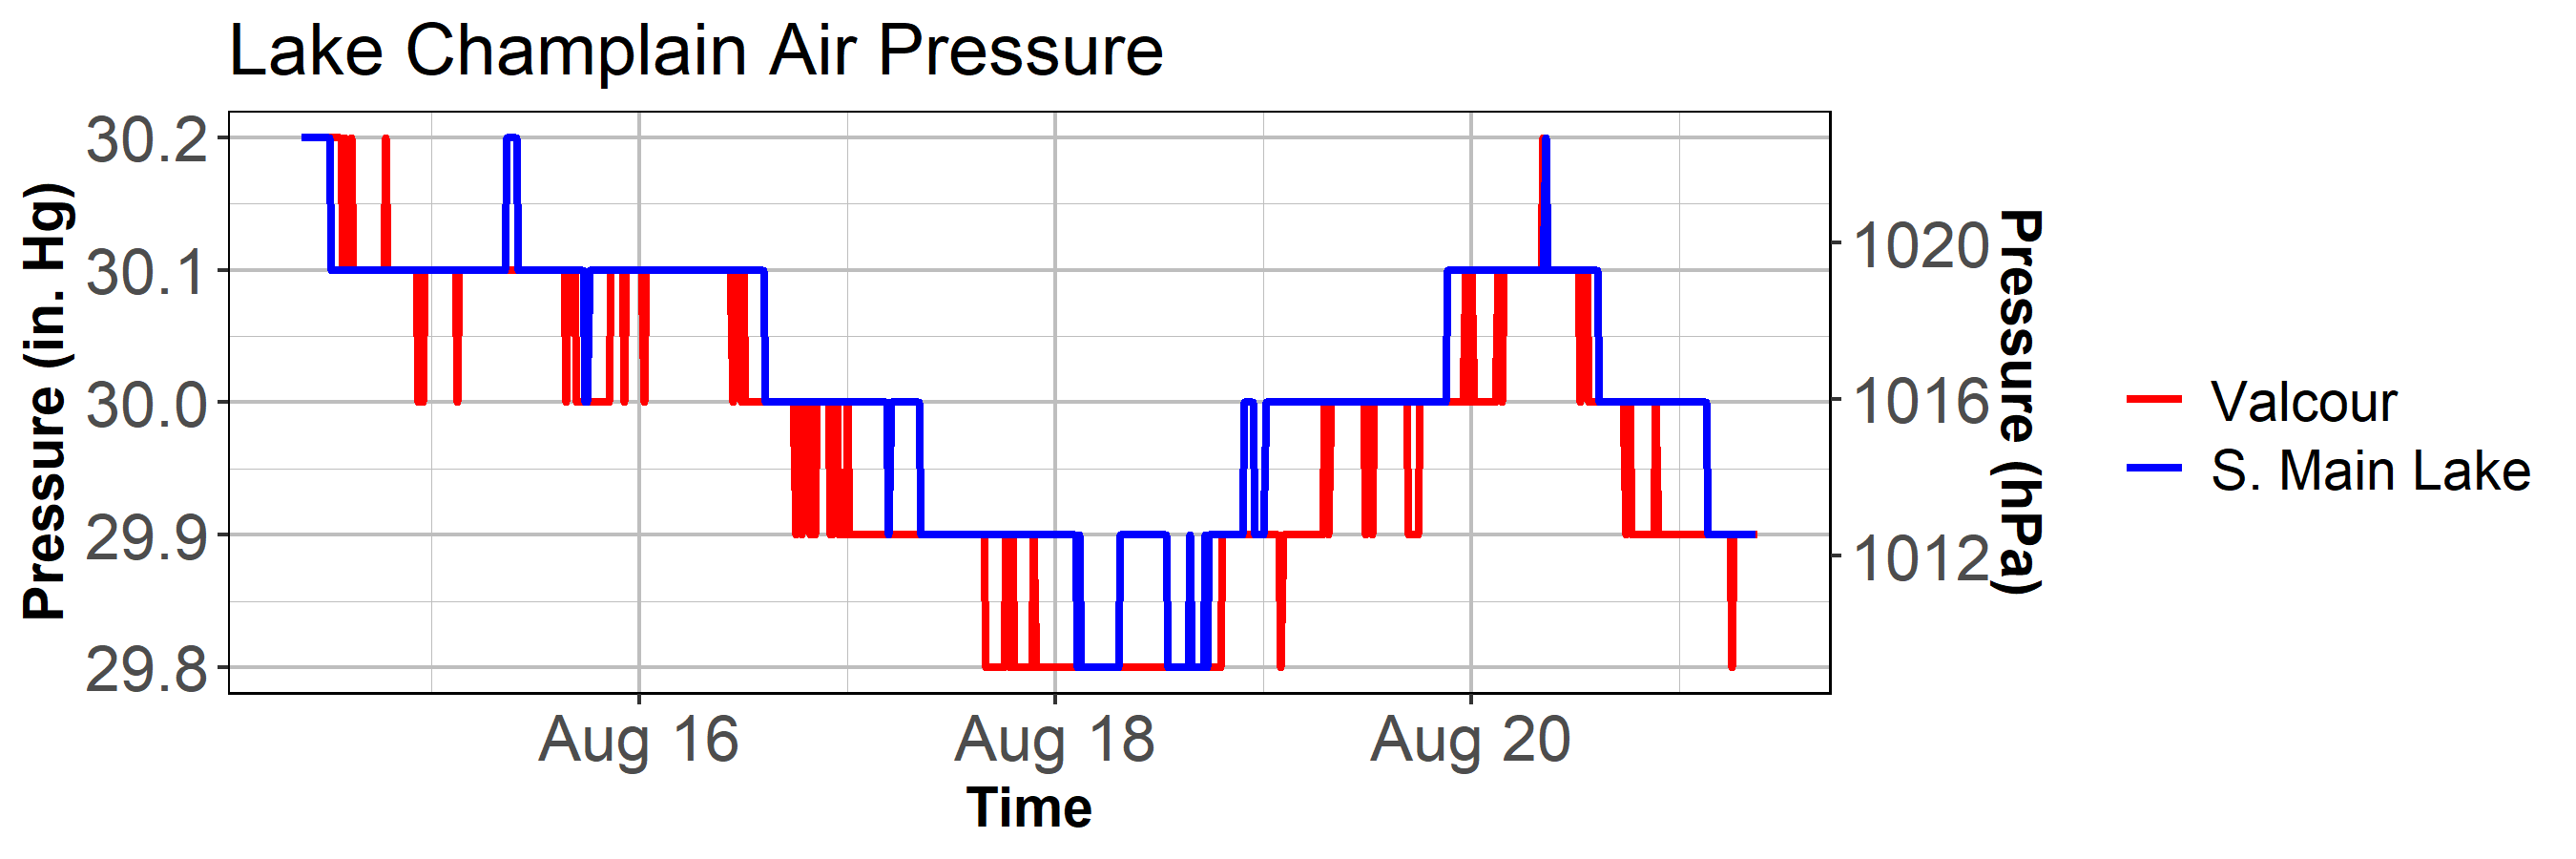 Lake Champlain Air Pressure
30.2
30.1
30.0
29.9
29.8
Pressure (in. Hg)
1020
1016
1012
Pressure (hPa)
Aug 16
Aug 18
Aug 20
Time
Valcour
S. Main Lake